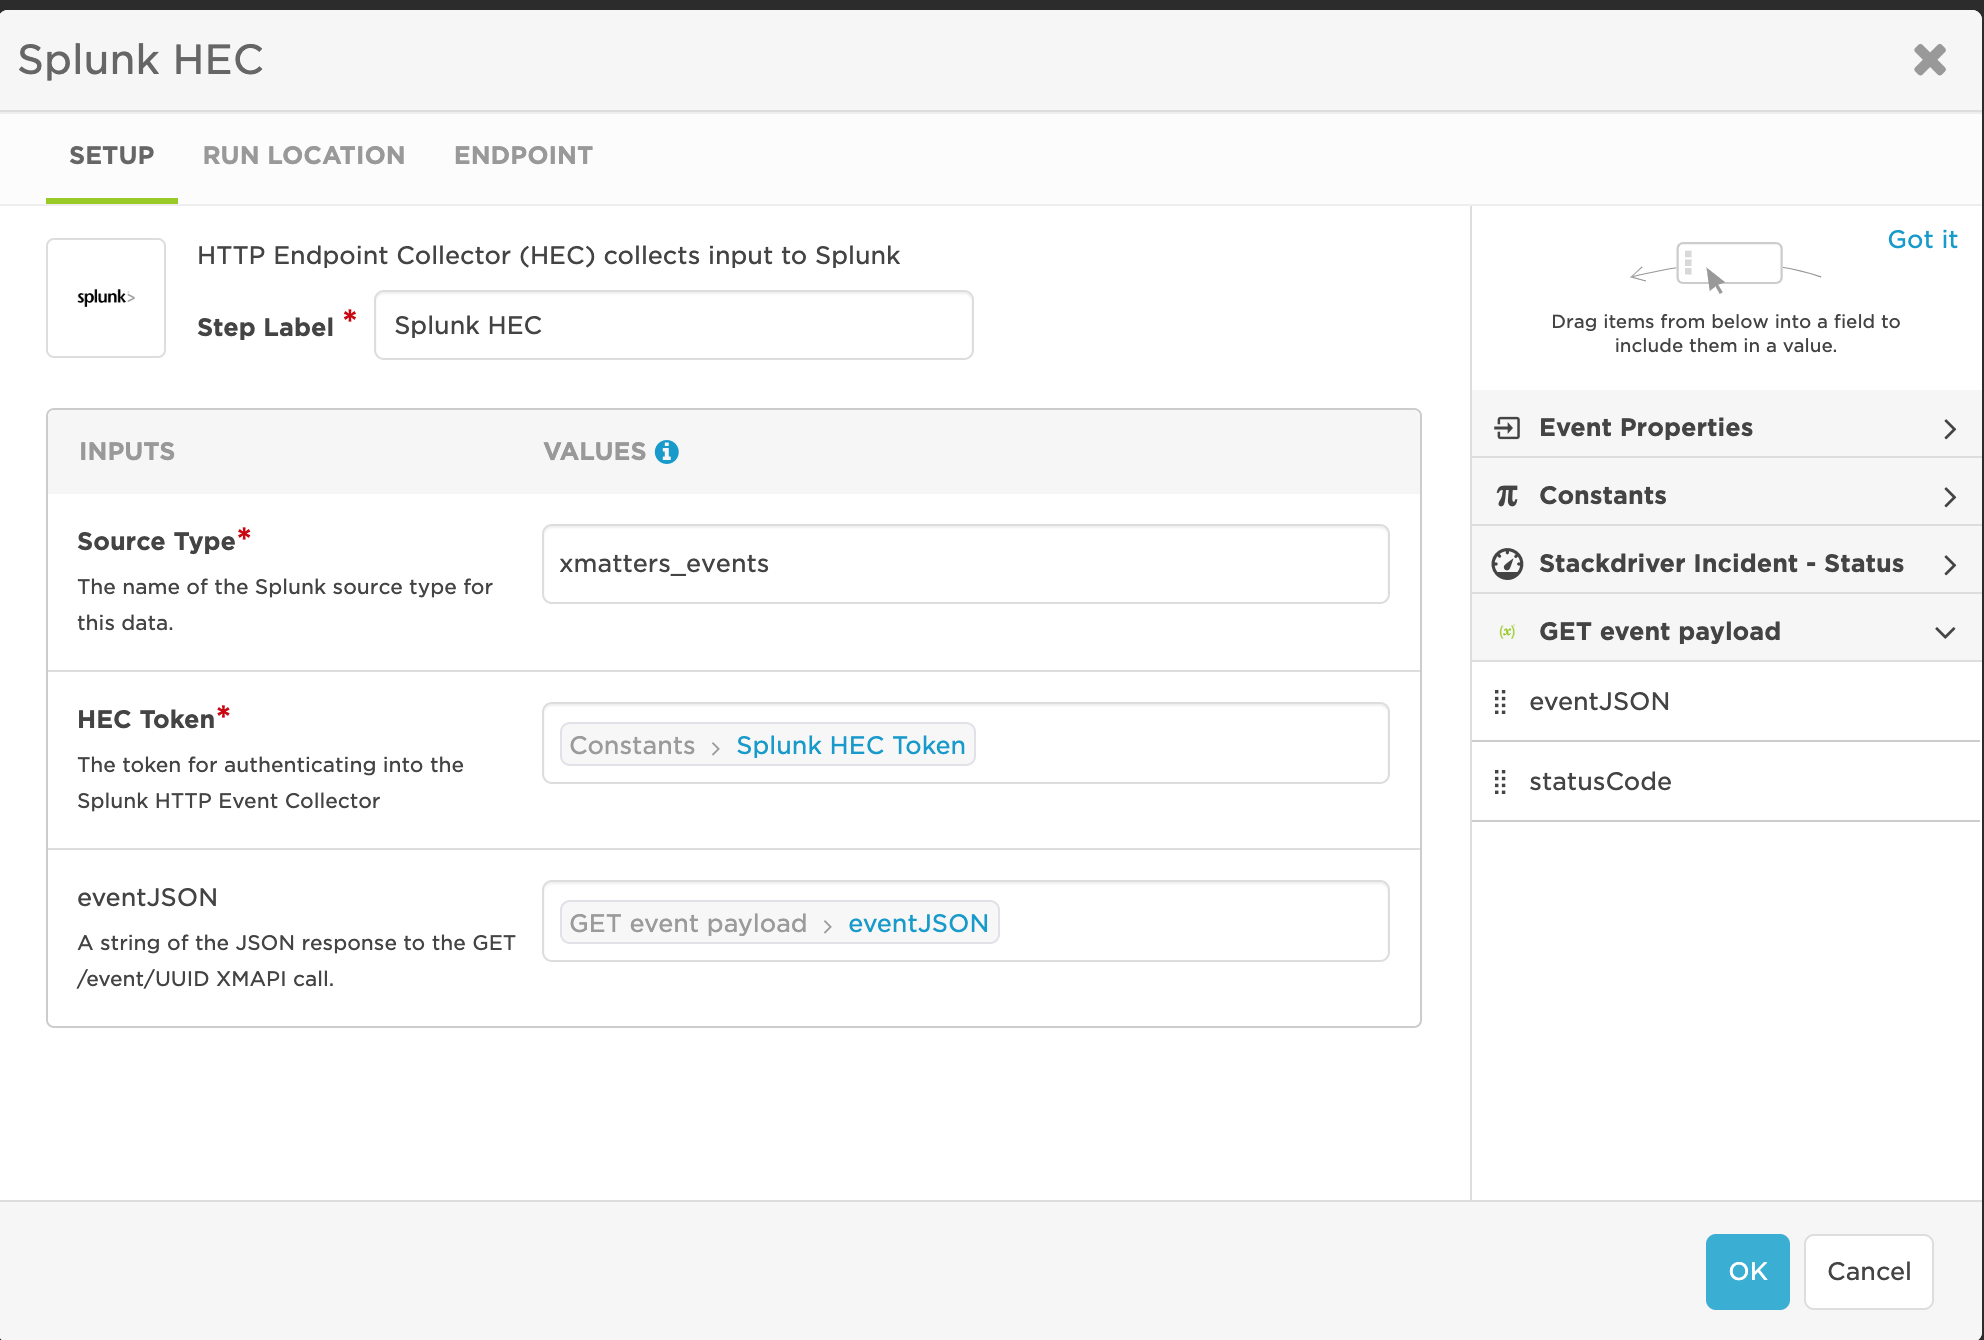 Splunk HEC
SETUP
RUN LOCATION
ENDPOINT
splunk>
HTTP Endpoint Collector (HEC) collects input to Splunk
Step Label *
Splunk HEC
INPUTS
VALUES
Source Type*
The name of the Splunk source type for
this data.
xmatters_events
HEC Token*
The token for authenticating into the
Splunk HTTP Event Collector
Constants > Splunk HEC Token
eventJSON
A string of the JSON response to the GET
/event/UUID XMAPI call.
GET event payload > eventJSON
Got it
Drag items from below into a field to
include them in a value.
Event Properties
π Constants
Stackdriver Incident - Status
(x) GET event payload
eventJSON
statusCode
OK
Cancel